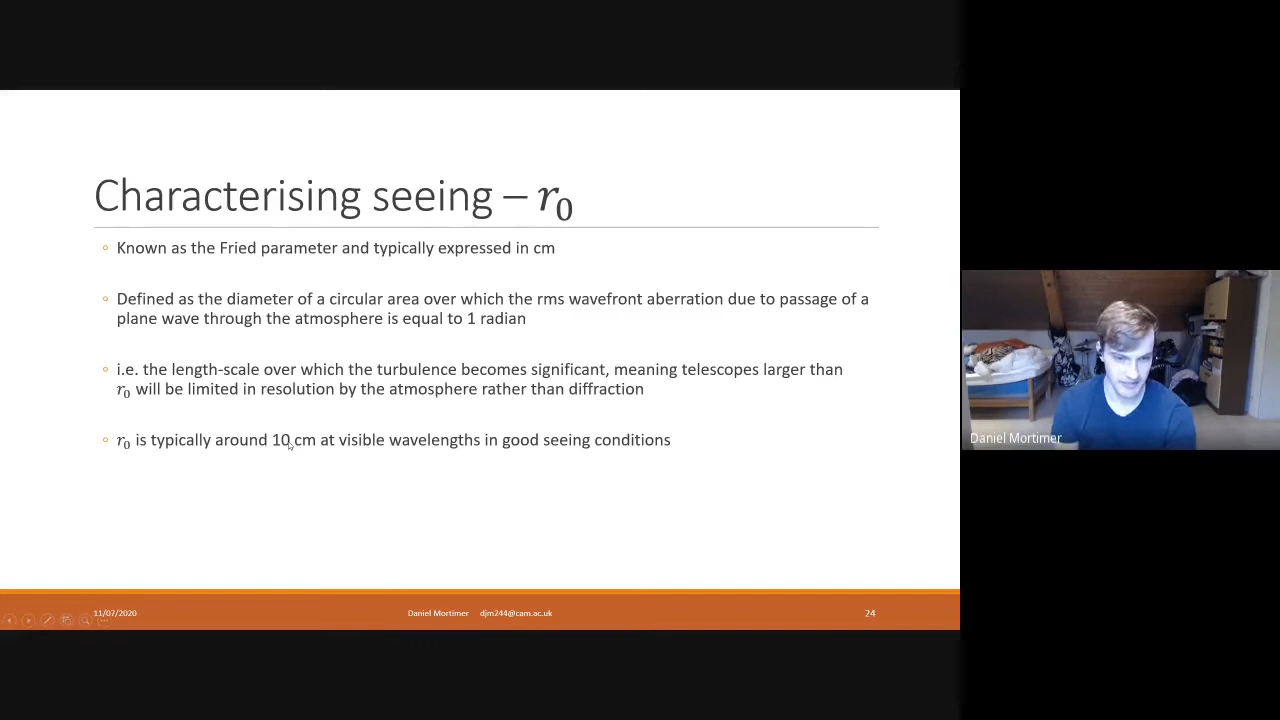 Characterising seeing – r₀
◦ Known as the Fried parameter and typically expressed in cm
◦ Defined as the diameter of a circular area over which the rms wavefront aberration due to passage of a
plane wave through the atmosphere is equal to 1 radian
◦ i.e. the length-scale over which the turbulence becomes significant, meaning telescopes larger than
r₀ will be limited in resolution by the atmosphere rather than diffraction
◦ r₀ is typically around 10 cm at visible wavelengths in good seeing conditions
Daniel Mortimer
11/07/2020 Daniel Mortimer djm244@cam.ac.uk 24